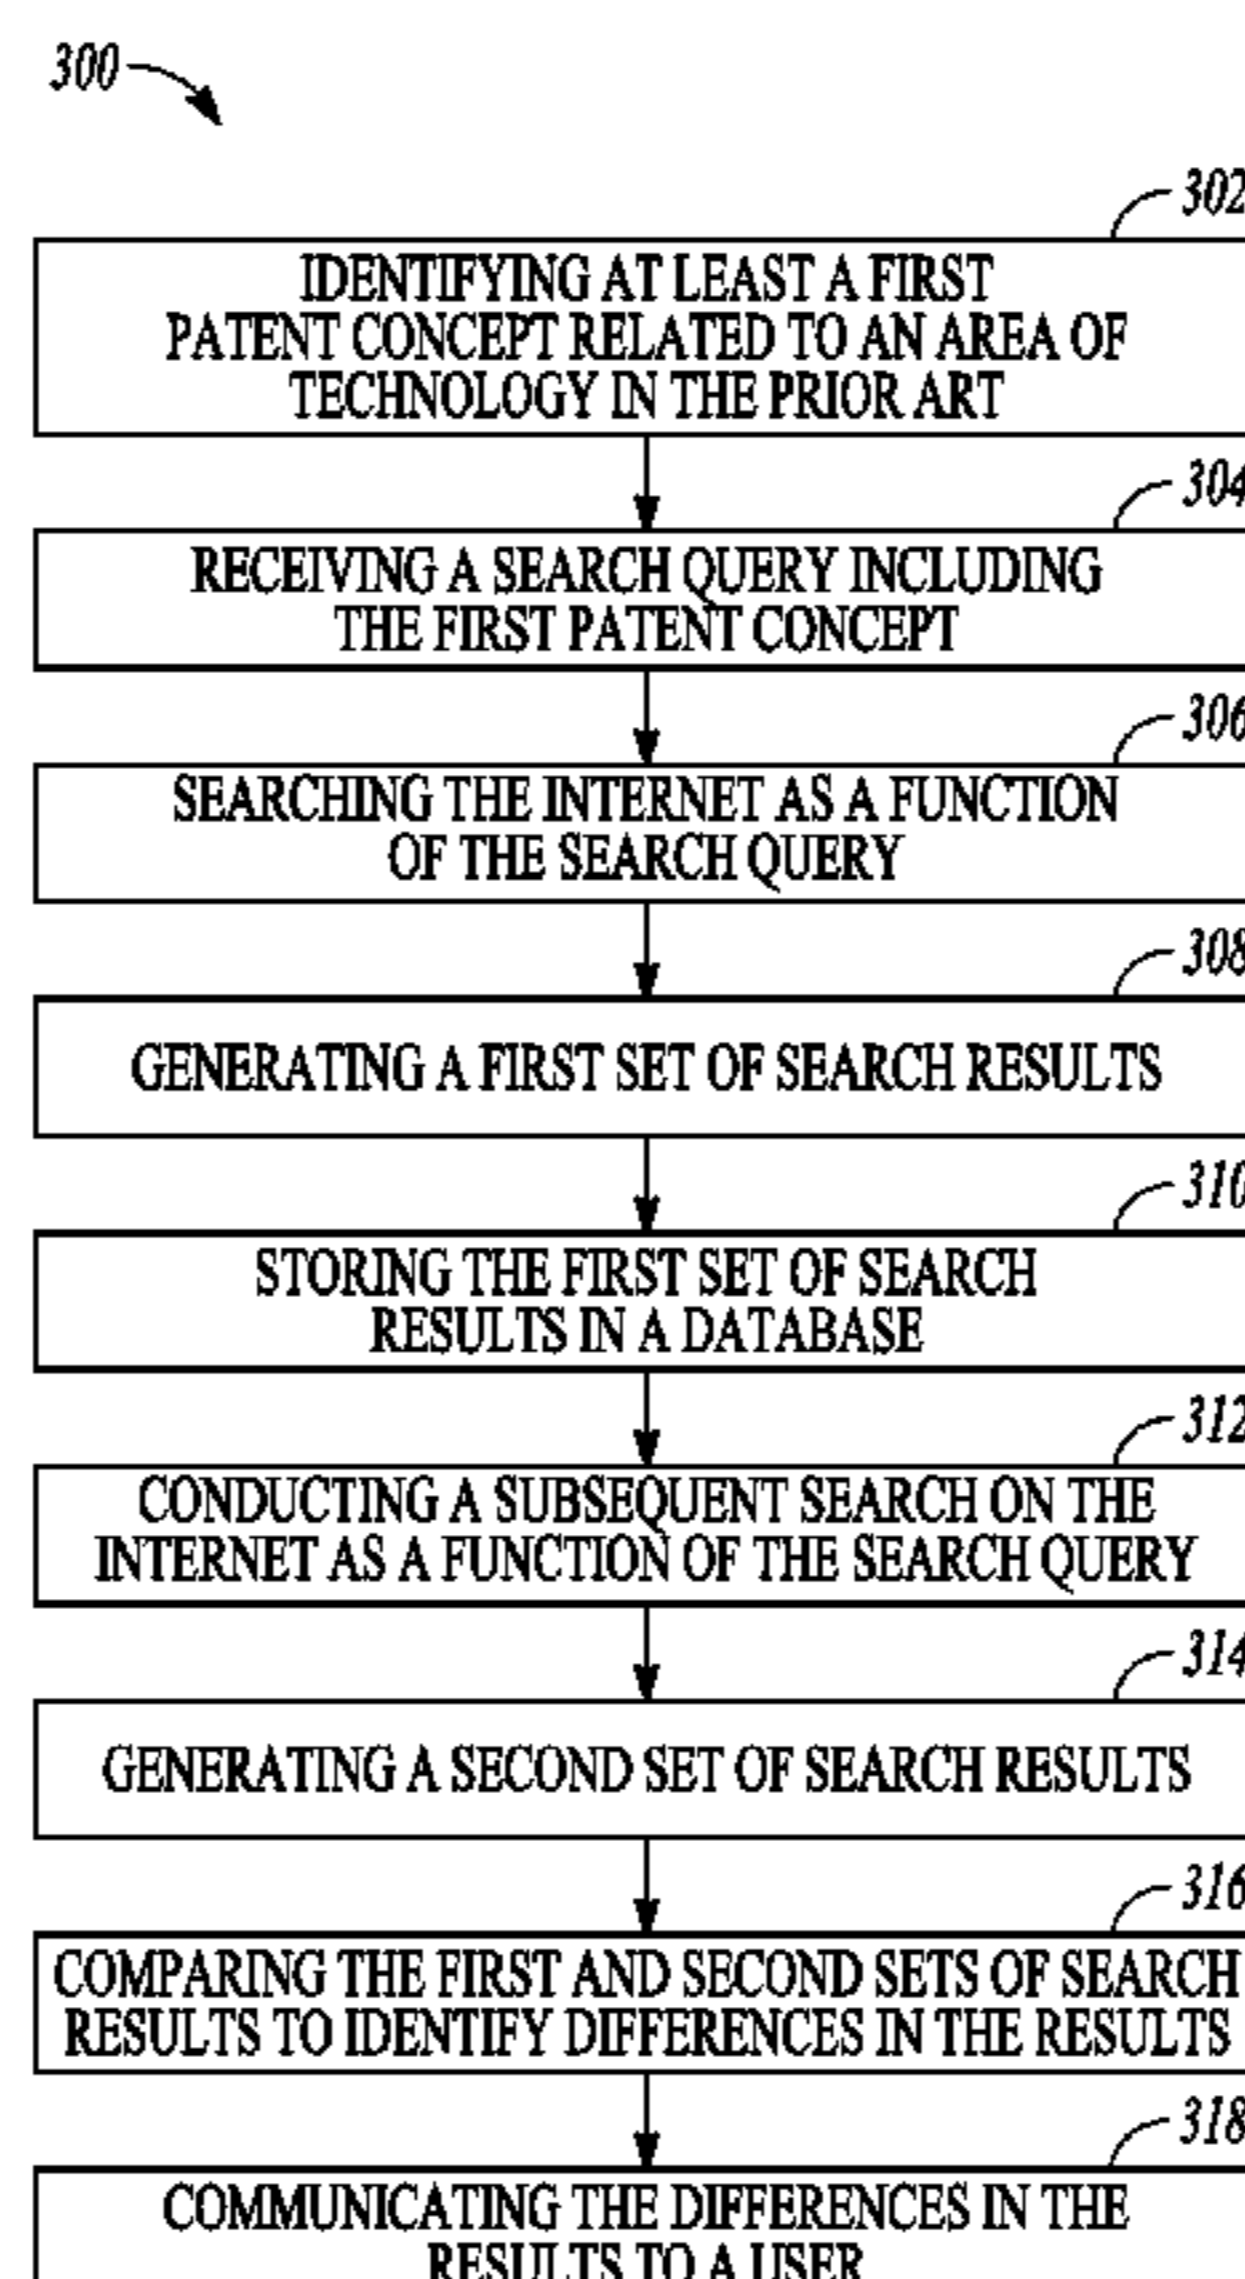 300
302
IDENTIFYING AT LEAST A FIRST
PATENT CONCEPT RELATED TO AN AREA OF
TECHNOLOGY IN THE PRIOR ART
304
RECEIVING A SEARCH QUERY INCLUDING
THE FIRST PATENT CONCEPT
306
SEARCHING THE INTERNET AS A FUNCTION
OF THE SEARCH QUERY
308
GENERATING A FIRST SET OF SEARCH RESULTS
310
STORING THE FIRST SET OF SEARCH
RESULTS IN A DATABASE
312
CONDUCTING A SUBSEQUENT SEARCH ON THE
INTERNET AS A FUNCTION OF THE SEARCH QUERY
314
GENERATING A SECOND SET OF SEARCH RESULTS
316
COMPARING THE FIRST AND SECOND SETS OF SEARCH
RESULTS TO IDENTIFY DIFFERENCES IN THE RESULTS
318
COMMUNICATING THE DIFFERENCES IN THE
RESULTS TO A USER